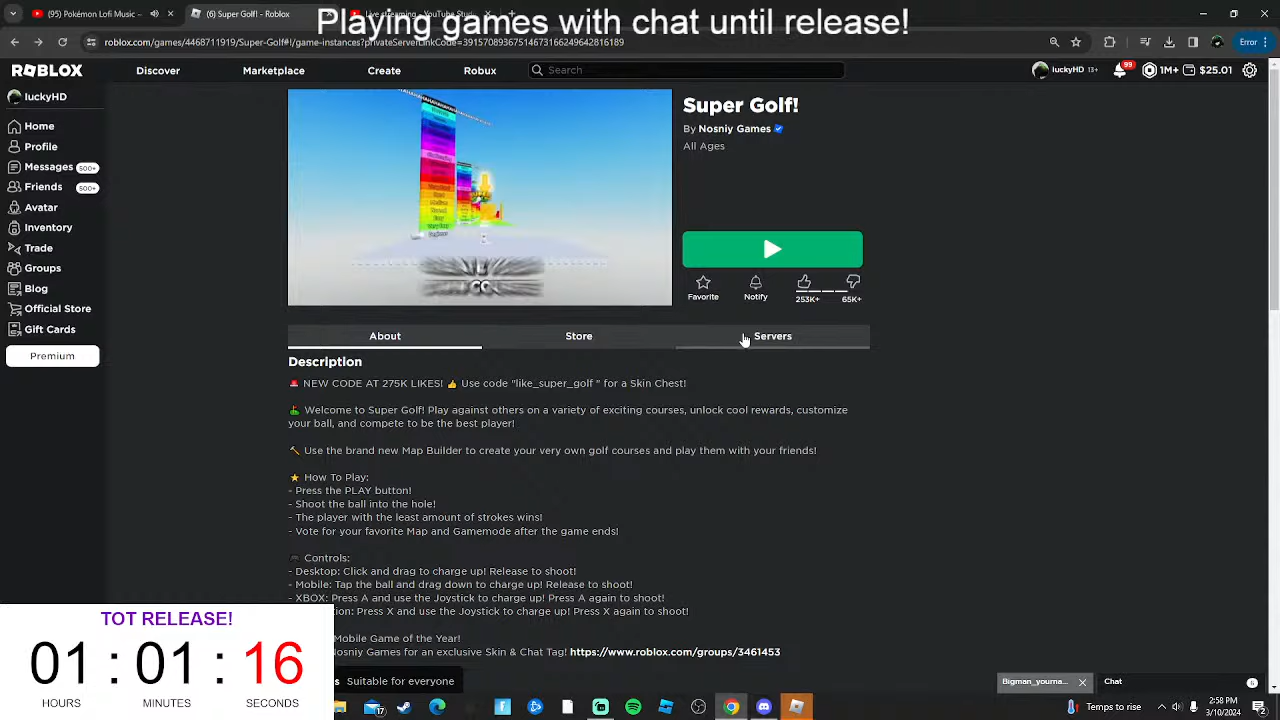 (95) Pokémon Lofi Music
(6) Super Golf! - Robl
Live streaming - YouTube Stu
Playing games with chat until release!
roblox.com/games/4468711919/Super-Golf#!/game-instances?privateServerLinkCode=39157089367514673166249642816189
Error
ROBLOX
Discover
Marketplace
Create
Robux
Search
luckyHD 13+
99
1M+
$25.01
luckyHD
Home
Profile
Messages 500+
Friends 500+
Avatar
Inventory
Trade
Groups
Blog
Official Store
Gift Cards
Premium
Super Golf!
By Nosniy Games
All Ages
Favorite
Notify
253K+
65K+
About
Store
Servers
Description
🚨 NEW CODE AT 275K LIKES! 👍 Use code "like_super_golf " for a Skin Chest!
⛳ Welcome to Super Golf! Play against others on a variety of exciting courses, unlock cool rewards, customize
your ball, and compete to be the best player!
🔨 Use the brand new Map Builder to create your very own golf courses and play them with your friends!
⭐ How To Play:
- Press the PLAY button!
- Shoot the ball into the hole!
- The player with the least amount of strokes wins!
- Vote for your favorite Map and Gamemode after the game ends!
🎮 Controls:
- Desktop: Click and drag to charge up! Release to shoot!
- Mobile: Tap the ball and drag down to charge up! Release to shoot!
- XBOX: Press A and use the Joystick to charge up! Press A again to shoot!
ion: Press X and use the Joystick to charge up! Press X again to shoot!
Mobile Game of the Year!
Nosniy Games for an exclusive Skin & Chat Tag! https://www.roblox.com/groups/3461453
s Suitable for everyone
TOT RELEASE!
01 : 01 : 16
HOURS
MINUTES
SECONDS
Bigman_yourna...
Chat
5
17
Temps to rise...
2:58 PM
3/10/2024